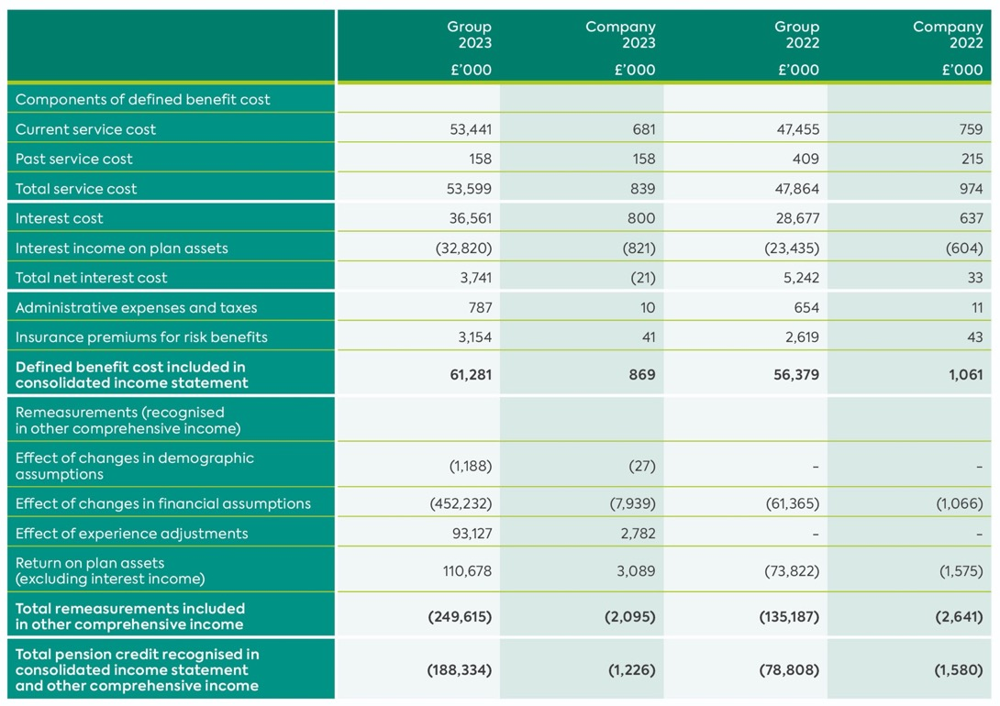 Group 2023 Company 2023 Group 2022 Company 2022
£'000 £'000 £'000 £'000
Components of defined benefit cost
Current service cost 53,441 681 47,455 759
Past service cost 158 158 409 215
Total service cost 53,599 839 47,864 974
Interest cost 36,561 800 28,677 637
Interest income on plan assets (32,820) (821) (23,435) (604)
Total net interest cost 3,741 (21) 5,242 33
Administrative expenses and taxes 787 10 654 11
Insurance premiums for risk benefits 3,154 41 2,619 43
Defined benefit cost included in
consolidated income statement 61,281 869 56,379 1,061
Remeasurements (recognised
in other comprehensive income)
Effect of changes in demographic
assumptions (1,188) (27) – –
Effect of changes in financial assumptions (452,232) (7,939) (61,365) (1,066)
Effect of experience adjustments 93,127 2,782 – –
Return on plan assets
(excluding interest income) 110,678 3,089 (73,822) (1,575)
Total remeasurements included
in other comprehensive income (249,615) (2,095) (135,187) (2,641)
Total pension credit recognised in
consolidated income statement
and other comprehensive income (188,334) (1,226) (78,808) (1,580)